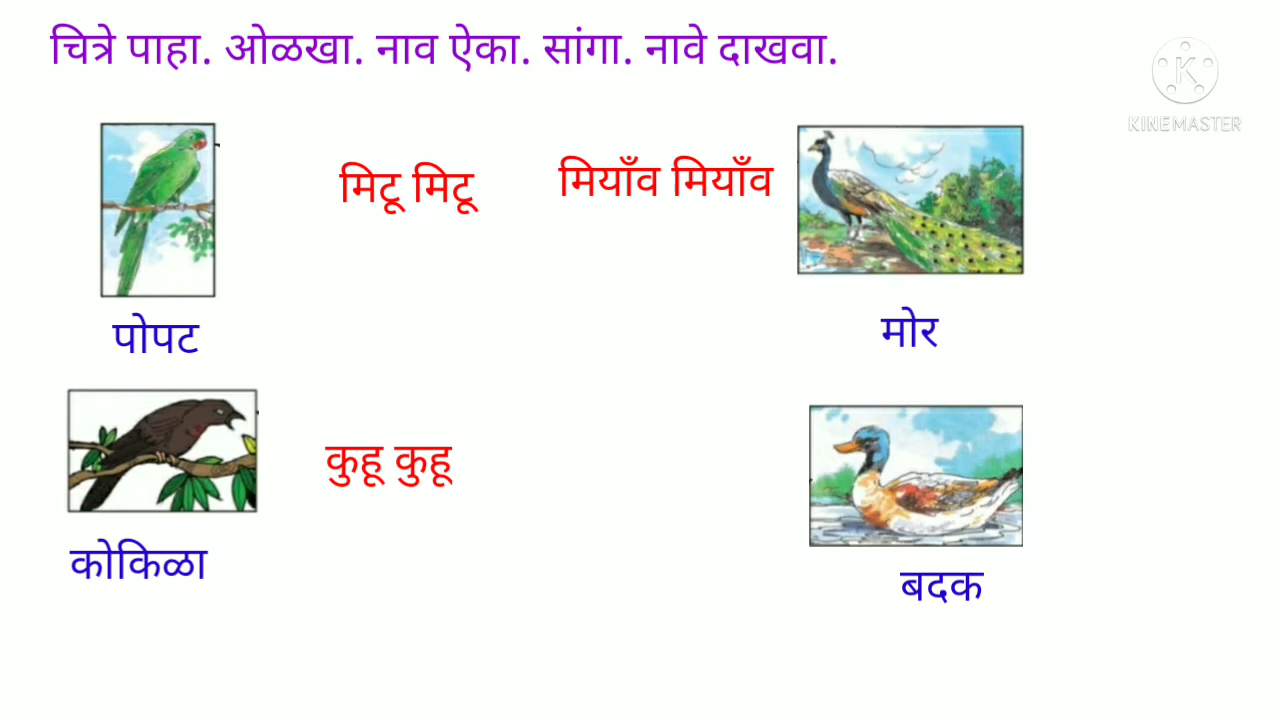 चित्रे पाहा. ओळखा. नाव ऐका. सांगा. नावे दाखवा.
K
KINEMASTER
मिटू मिटू
मियाँव मियाँव
पोपट
मोर
कुहू कुहू
कोकिळा
बदक